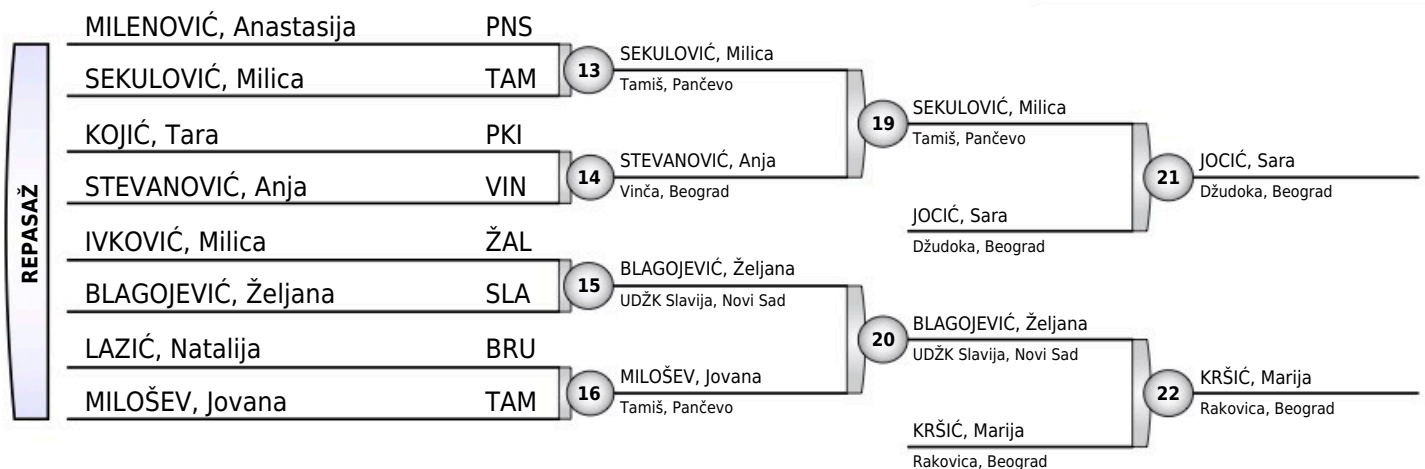 REPASAŽ
MILENOVIĆ, Anastasija PNS
SEKULOVIĆ, Milica TAM
KOJIĆ, Tara PKI
STEVANOVIĆ, Anja VIN
IVKOVIĆ, Milica ŽAL
BLAGOJEVIĆ, Željana SLA
LAZIĆ, Natalija BRU
MILOŠEV, Jovana TAM
13
SEKULOVIĆ, Milica
Tamiš, Pančevo
14
STEVANOVIĆ, Anja
Vinča, Beograd
15
BLAGOJEVIĆ, Željana
UDŽK Slavija, Novi Sad
16
MILOŠEV, Jovana
Tamiš, Pančevo
19
SEKULOVIĆ, Milica
Tamiš, Pančevo
JOCIĆ, Sara
Džudoka, Beograd
20
BLAGOJEVIĆ, Željana
UDŽK Slavija, Novi Sad
KRŠIĆ, Marija
Rakovica, Beograd
21
JOCIĆ, Sara
Džudoka, Beograd
22
KRŠIĆ, Marija
Rakovica, Beograd